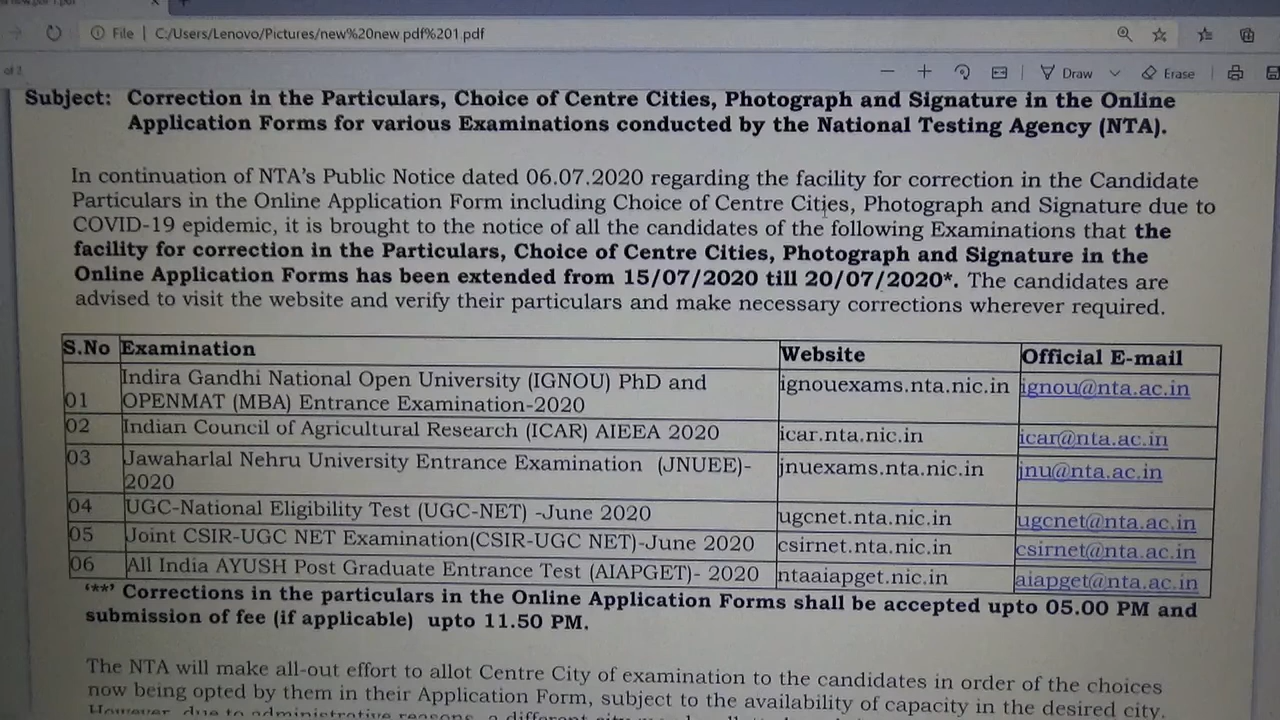 File | C:/Users/Lenovo/Pictures/new%20new pdf%201.pdf
of 2
Draw
Erase
Subject: Correction in the Particulars, Choice of Centre Cities, Photograph and Signature in the Online
Application Forms for various Examinations conducted by the National Testing Agency (NTA).
In continuation of NTA's Public Notice dated 06.07.2020 regarding the facility for correction in the Candidate
Particulars in the Online Application Form including Choice of Centre Cities, Photograph and Signature due to
COVID-19 epidemic, it is brought to the notice of all the candidates of the following Examinations that the
facility for correction in the Particulars, Choice of Centre Cities, Photograph and Signature in the
Online Application Forms has been extended from 15/07/2020 till 20/07/2020*. The candidates are
advised to visit the website and verify their particulars and make necessary corrections wherever required.
S.No Examination Website Official E-mail
01 Indira Gandhi National Open University (IGNOU) PhD and
OPENMAT (MBA) Entrance Examination-2020 ignouexams.nta.nic.in ignou@nta.ac.in
02 Indian Council of Agricultural Research (ICAR) AIEEA 2020 icar.nta.nic.in icar@nta.ac.in
03 Jawaharlal Nehru University Entrance Examination (JNUEE)-
2020 jnuexams.nta.nic.in jnu@nta.ac.in
04 UGC-National Eligibility Test (UGC-NET) -June 2020 ugcnet.nta.nic.in ugcnet@nta.ac.in
05 Joint CSIR-UGC NET Examination(CSIR-UGC NET)-June 2020 csirnet.nta.nic.in csirnet@nta.ac.in
06 All India AYUSH Post Graduate Entrance Test (AIAPGET)- 2020 ntaaiapget.nic.in aiapget@nta.ac.in
'**' Corrections in the particulars in the Online Application Forms shall be accepted upto 05.00 PM and
submission of fee (if applicable) upto 11.50 PM.
The NTA will make all-out effort to allot Centre City of examination to the candidates in order of the choices
now being opted by them in their Application Form, subject to the availability of capacity in the desired city.
However, due to administrative reasons, a different city